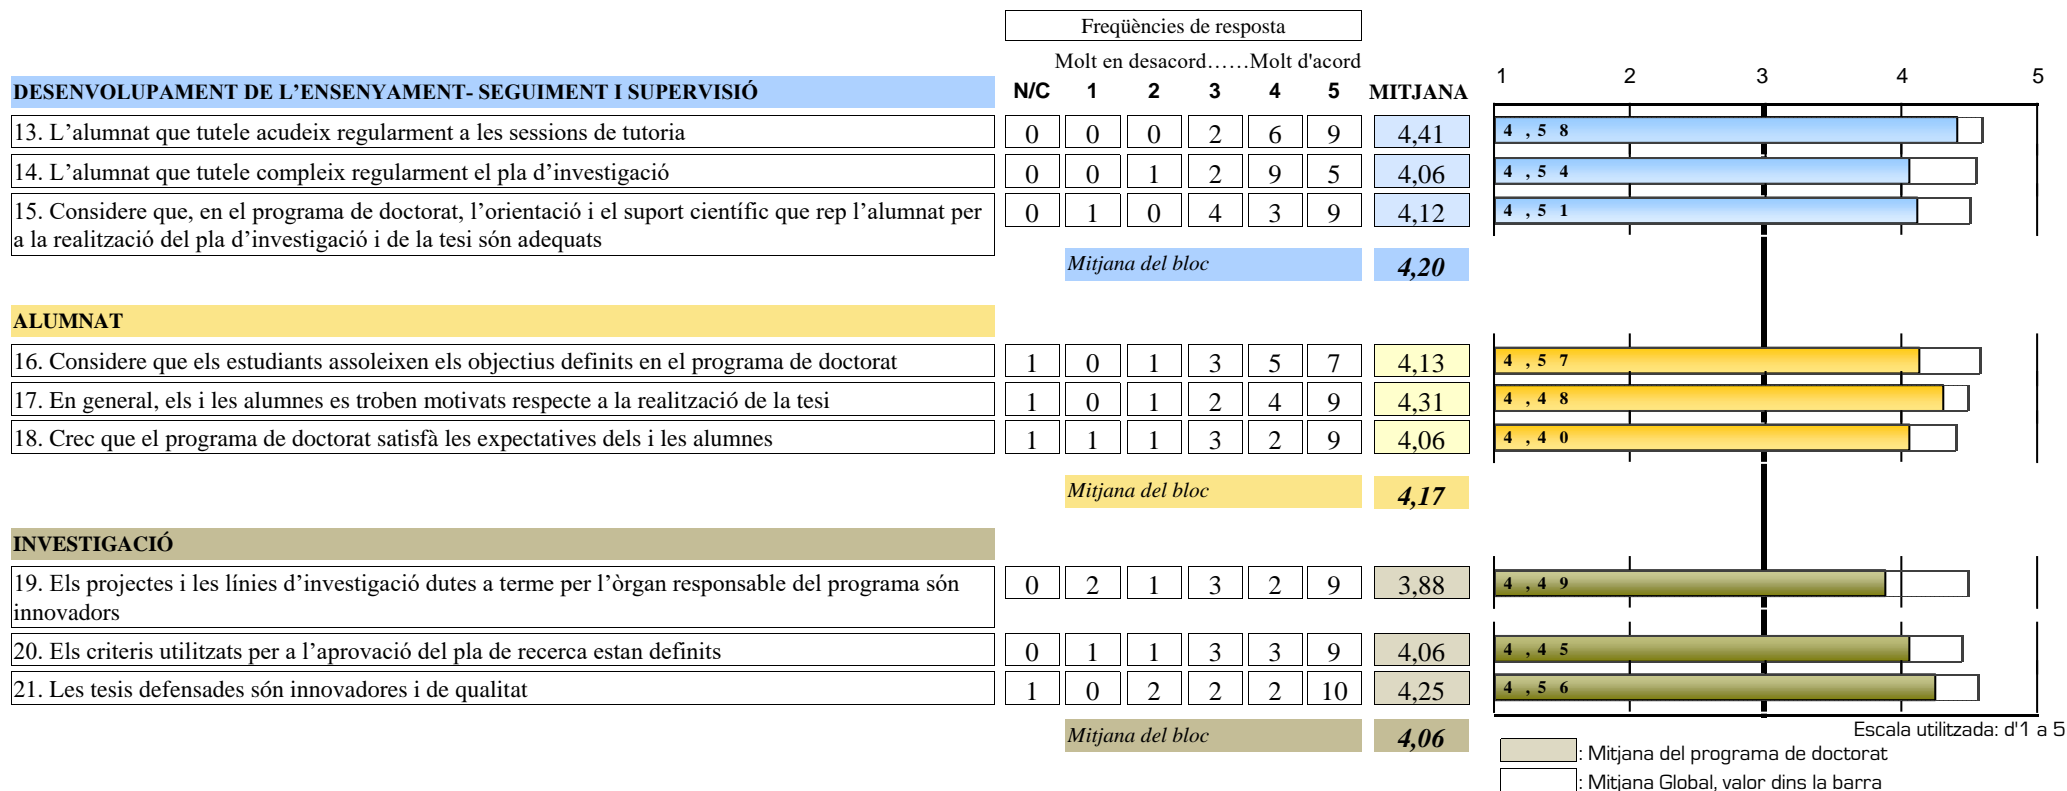 Freqüències de resposta
Molt en desacord……Molt d'acord
DESENVOLUPAMENT DE L’ENSENYAMENT- SEGUIMENT I SUPERVISIÓ N/C 1 2 3 4 5 MITJANA 1 2 3 4 5
13. L’alumnat que tutele acudeix regularment a les sessions de tutoria 0 0 0 2 6 9 4,41 4,58
14. L’alumnat que tutele compleix regularment el pla d’investigació 0 0 1 2 9 5 4,06 4,54
15. Considere que, en el programa de doctorat, l’orientació i el suport científic que rep l’alumnat per 0 1 0 4 3 9 4,12 4,51
a la realització del pla d’investigació i de la tesi són adequats
Mitjana del bloc 4,20
ALUMNAT
16. Considere que els estudiants assoleixen els objectius definits en el programa de doctorat 1 0 1 3 5 7 4,13 4,57
17. En general, els i les alumnes es troben motivats respecte a la realització de la tesi 1 0 1 2 4 9 4,31 4,48
18. Crec que el programa de doctorat satisfà les expectatives dels i les alumnes 1 1 1 3 2 9 4,06 4,40
Mitjana del bloc 4,17
INVESTIGACIÓ
19. Els projectes i les línies d’investigació dutes a terme per l’òrgan responsable del programa són 0 2 1 3 2 9 3,88 4,49
innovadors
20. Els criteris utilitzats per a l’aprovació del pla de recerca estan definits 0 1 1 3 3 9 4,06 4,45
21. Les tesis defensades són innovadores i de qualitat 1 0 2 2 2 10 4,25 4,56
Mitjana del bloc 4,06
Escala utilitzada: d'1 a 5
: Mitjana del programa de doctorat
: Mitjana Global, valor dins la barra